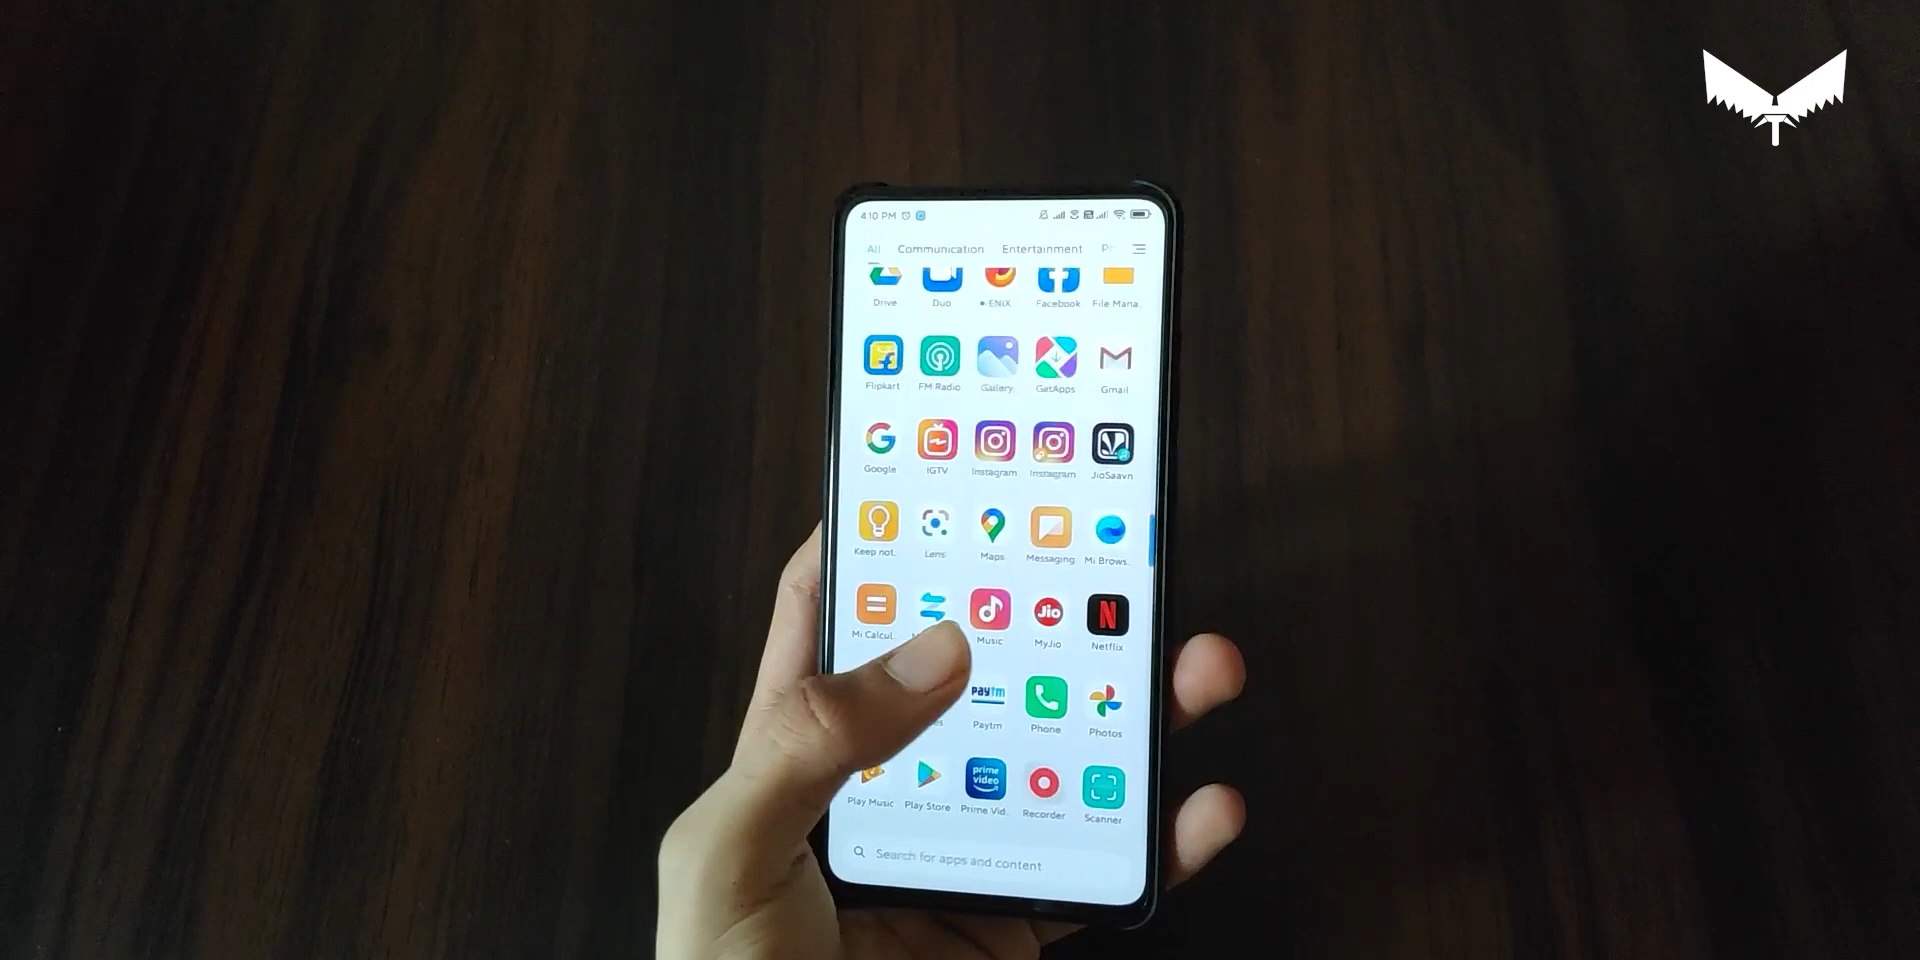 4:10 PM
All Communication Entertainment
Drive Duo ENIX Facebook File Mana..
Flipkart FM Radio Gallery GetApps Gmail
G
Google IGTV Instagram Instagram JioSaavn
Keep not.. Lens Maps Messaging Mi Brows..
Jio N
Mi Calcul.. Music MyJio Netflix
paytm
Paytm Phone Photos
prime
video
Play Music Play Store Prime Vid.. Recorder Scanner
Search for apps and content